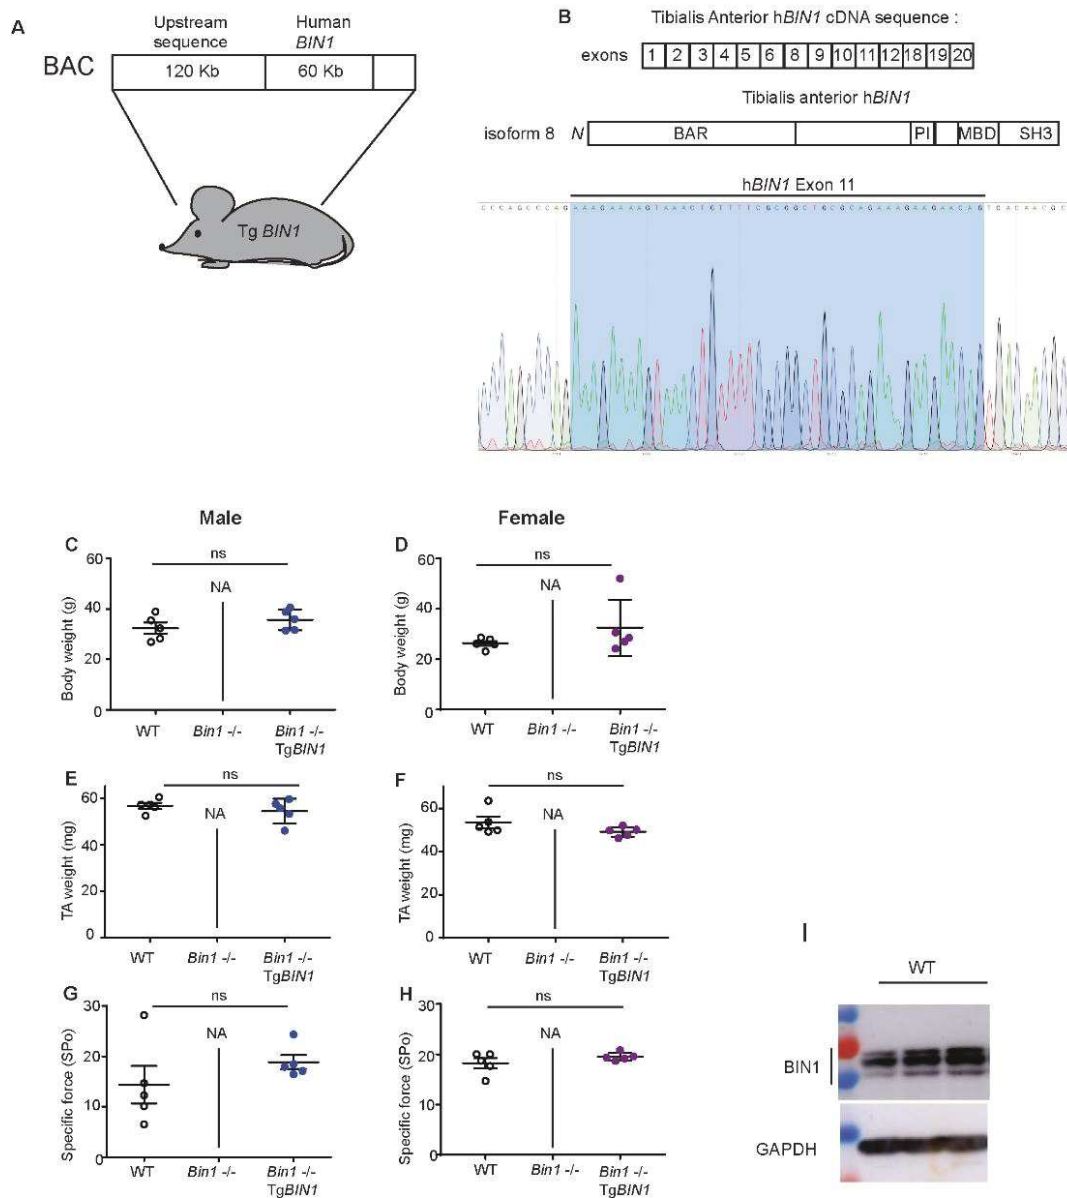 A
Upstream sequence
Human BIN1
BAC
120 Kb
60 Kb
Tg BIN1
B
Tibialis Anterior hBIN1 cDNA sequence :
exons 1 2 3 4 5 6 8 9 10 11 12 18 19 20
Tibialis anterior hBIN1
isoform 8 N BAR PI MBD SH3
hBIN1 Exon 11
Male
Female
C
ns
NA
Body weight (g)
60
40
20
0
WT
Bin1 -/-
Bin1 -/-
TgBIN1
D
ns
NA
Body weight (g)
60
40
20
0
WT
Bin1 -/-
Bin1 -/-
TgBIN1
E
ns
NA
TA weight (mg)
60
40
20
0
WT
Bin1 -/-
Bin1 -/-
TgBIN1
F
ns
NA
TA weight (mg)
60
40
20
0
WT
Bin1 -/-
Bin1 -/-
TgBIN1
G
ns
NA
Specific force (SPo)
30
20
10
0
WT
Bin1 -/-
Bin1 -/-
TgBIN1
H
ns
NA
Specific force (SPo)
30
20
10
0
WT
Bin1 -/-
Bin1 -/-
TgBIN1
I
WT
BIN1
GAPDH